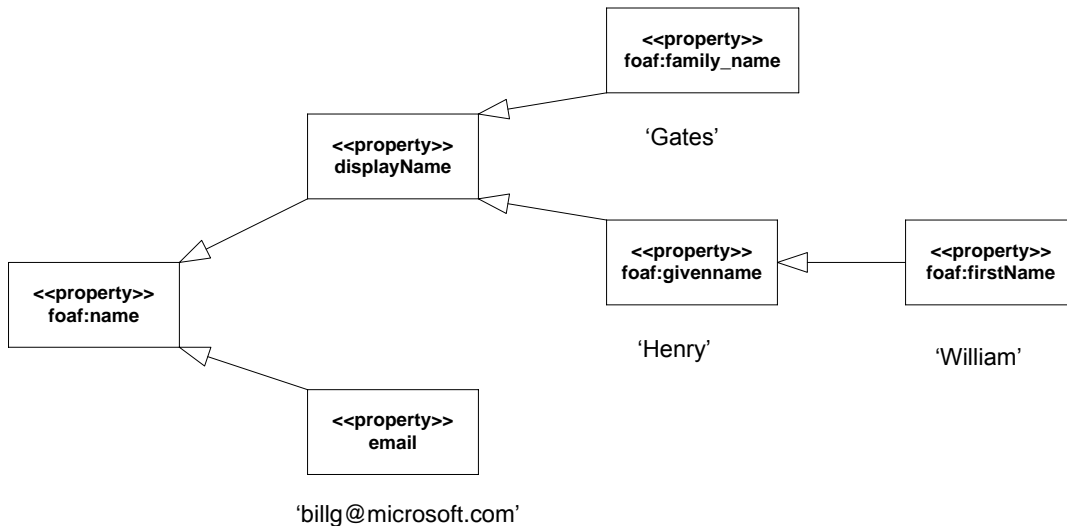 <<property>>
foaf:family_name
‘Gates’
<<property>>
displayName
<<property>>
foaf:givenname
‘Henry’
<<property>>
foaf:firstName
‘William’
<<property>>
foaf:name
<<property>>
email
‘billg@microsoft.com’